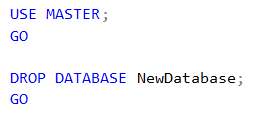 USE MASTER;
GO
DROP DATABASE NewDatabase;
GO